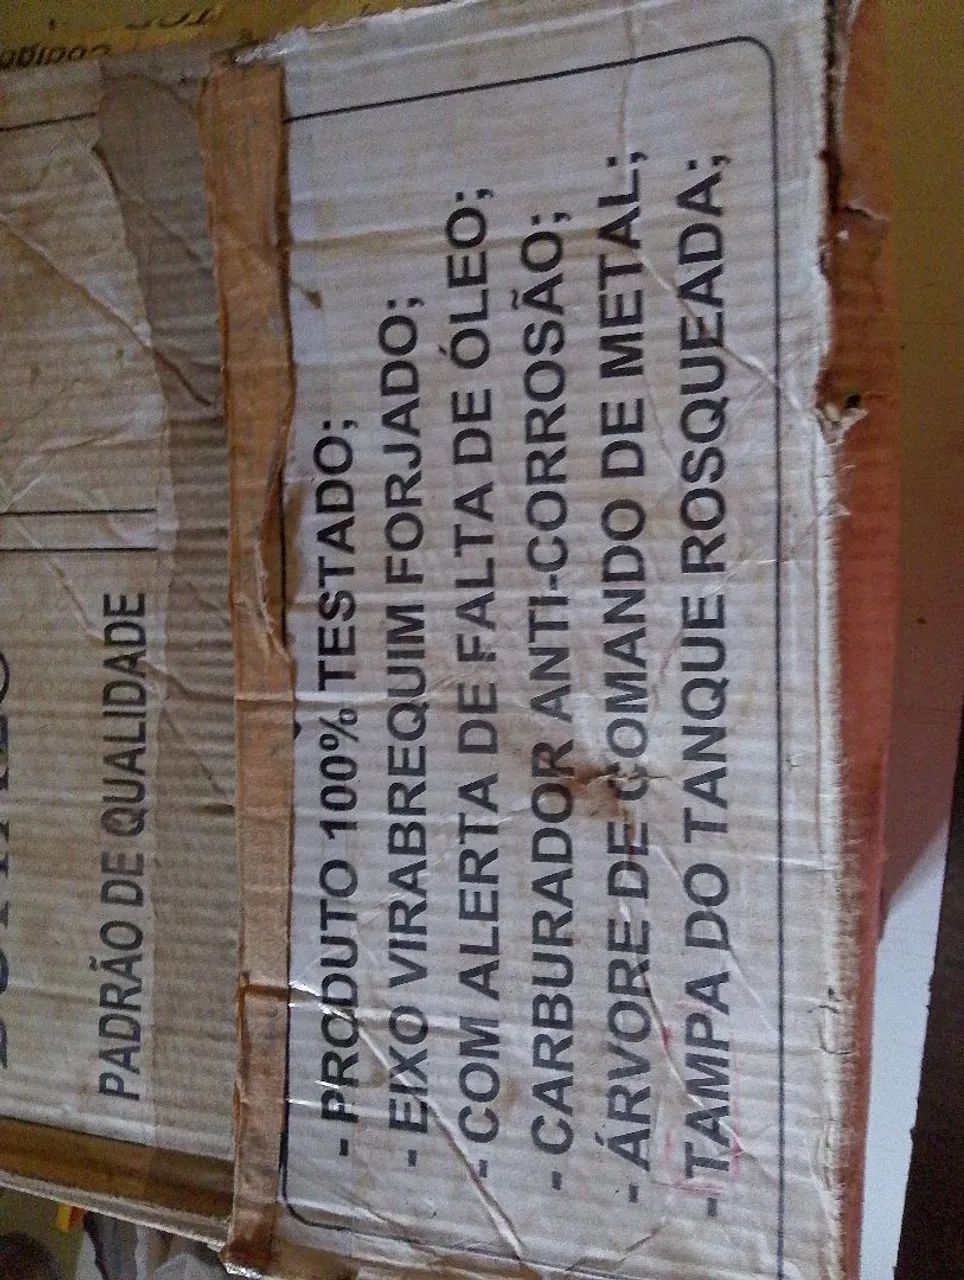 PADRÃO DE QUALIDADE
- PRODUTO 100% TESTADO;
- EIXO VIRABREQUIM FORJADO;
- COM ALERTA DE FALTA DE ÓLEO;
- CARBURADOR ANTI-CORROSÃO;
- ÁRVORE DE COMANDO DE METAL;
- TAMPA DO TANQUE ROSQUEADA;